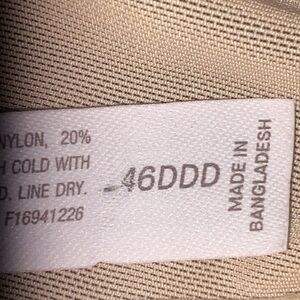 NYLON, 20%
COLD WITH
LINE DRY.
F16941226
46DDD
MADE IN
BANGLADESH